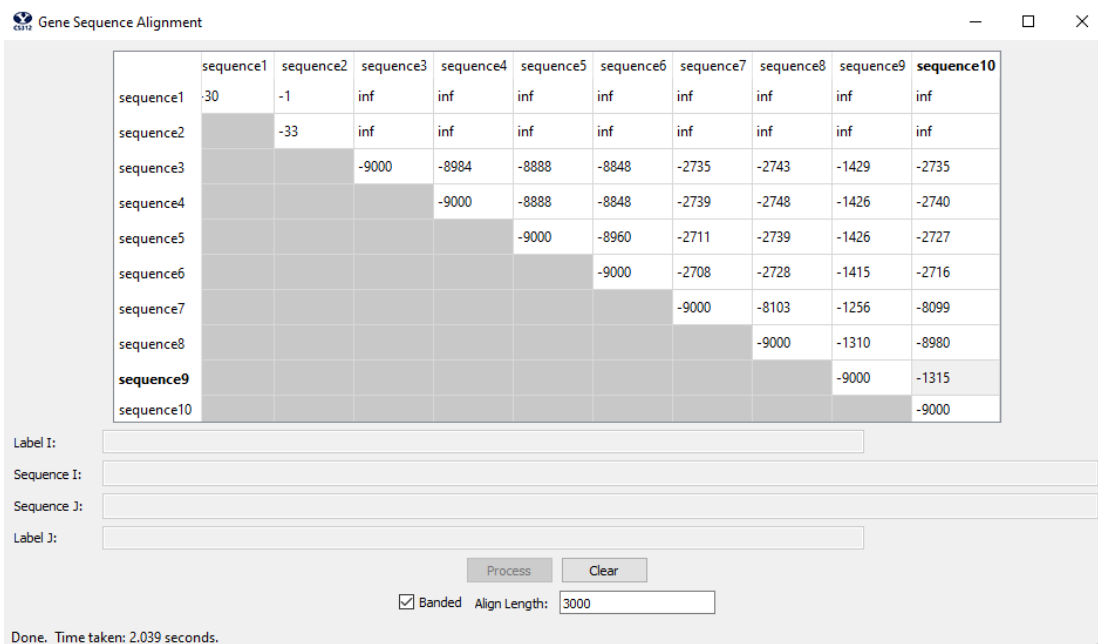 CS312 Gene Sequence Alignment
sequence1 sequence2 sequence3 sequence4 sequence5 sequence6 sequence7 sequence8 sequence9 sequence10
sequence1 -30 -1 inf inf inf inf inf inf inf inf
sequence2 -33 inf inf inf inf inf inf inf inf
sequence3 -9000 -8984 -8888 -8848 -2735 -2743 -1429 -2735
sequence4 -9000 -8888 -8848 -2739 -2748 -1426 -2740
sequence5 -9000 -8960 -2711 -2739 -1426 -2727
sequence6 -9000 -2708 -2728 -1415 -2716
sequence7 -9000 -8103 -1256 -8099
sequence8 -9000 -1310 -8980
sequence9 -9000 -1315
sequence10 -9000
Label I:
Sequence I:
Sequence J:
Label J:
Process Clear
Banded Align Length: 3000
Done. Time taken: 2.039 seconds.